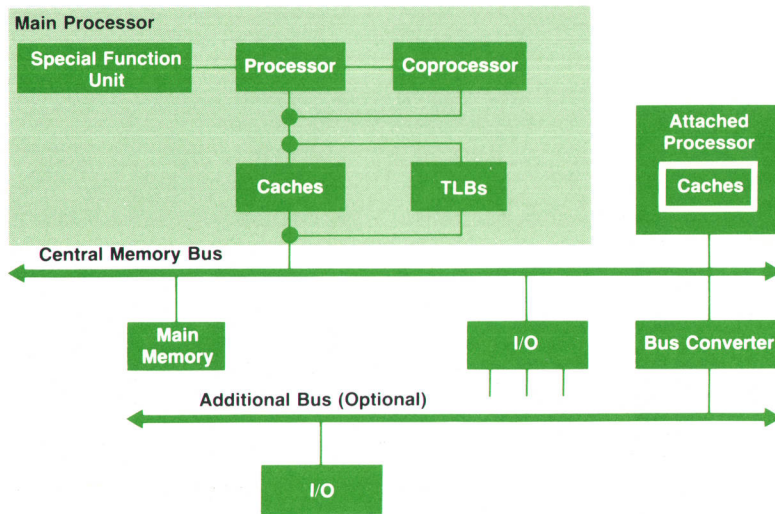 Main Processor
Special Function
Unit
Processor
Coprocessor
Attached
Processor
Caches
Caches
TLBs
Central Memory Bus
Main
Memory
I/O
Bus Converter
Additional Bus (Optional)
I/O